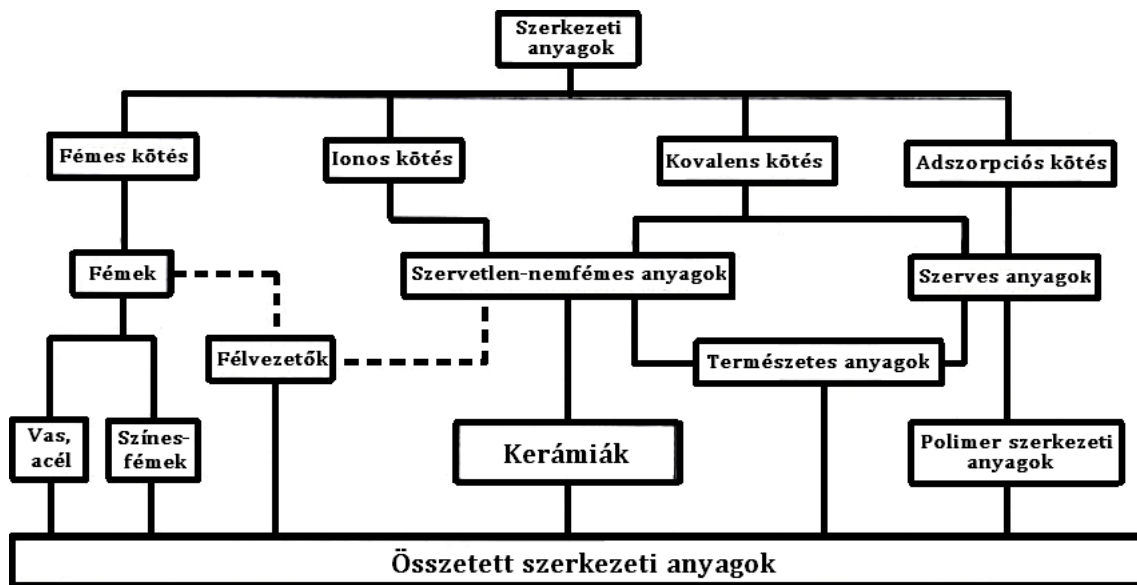 Szerkezeti
anyagok
Fémes kötés
Ionos kötés
Kovalens kötés
Adszorpciós kötés
Fémek
Szervetlen-nemfémes anyagok
Szerves anyagok
Félvezetők
Természetes anyagok
Vas,
acél
Színes-
fémek
Kerámiák
Polimer szerkezeti
anyagok
Összetett szerkezeti anyagok